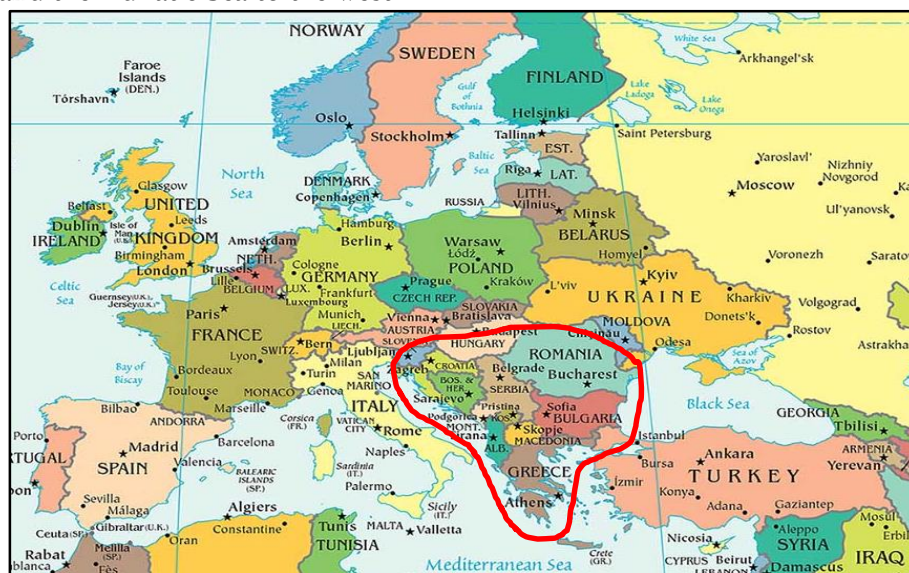 NORWAY
SWEDEN
FINLAND
White Sea
Arkhangel'sk
Faroe
Islands
(DEN.)
Tórshavn
Gulf
of
Bothnia
Lake
Ladoga
Lake
Onega
Oslo
Stockholm
Helsinki
Tallinn
Saint Petersburg
EST.
North
Sea
Baltic
Sea
Riga
LAT.
Yaroslavl'
Nizhniy
Novgorod
Moscow
DENMARK
Copenhagen
LITH.
Vilnius
Ul'yanovsk
Glasgow
Belfast
UNITED
KINGDOM
Leeds
Dublin
IRELAND
Isle of
Man (U.K.)
Birmingham
London
RUSSIA
Minsk
BELARUS
Homyel'
Hamburg
Berlin
Amsterdam
NETH.
Warsaw
Łódź
POLAND
Kraków
Voronezh
Celtic
Sea
Brussels
Lille
BELGIUM
LUX.
Luxembourg
Cologne
GERMANY
Frankfurt
Prague
CZECH REP.
L'viv
Kyiv
UKRAINE
Kharkiv
Donets'k
Volgograd
Rostov
Guernsey (U.K.)
Jersey (U.K.)
Paris
FRANCE
Munich
LIECH.
Vienna
AUSTRIA
SLOVAKIA
Bratislava
Budapest
HUNGARY
Chisinau
MOLDOVA
Odesa
Sea of
Azov
Astrakhan
Bay of
Biscay
Bordeaux
Toulouse
Lyon
SWITZ.
Bern
Milan
Turin
Genoa
MONACO
Marseille
SAN
MARINO
Ljubljana
SLOVENIA
Zagreb
CROATIA
BOS. &
HER.
Sarajevo
Belgrade
SERBIA
ROMANIA
Bucharest
Black Sea
GEORGIA
Tbilisi
Bilbao
ANDORRA
Corsica
(FR.)
ITALY
VATICAN
CITY
Rome
Naples
Podgorica
MONT.
Pristina
KOS.
Sofia
BULGARIA
Skopje
MACEDONIA
Tirana
ALB.
Istanbul
Bursa
Ankara
TURKEY
ARMENIA
Yerevan
Porto
PORTUGAL
Madrid
SPAIN
Barcelona
Valencia
BALEARIC
ISLANDS
(SP.)
Sardinia
(IT.)
Palermo
Sicily
(IT.)
GREECE
Athens
İzmir
Konya
Adana
Gaziantep
Sevilla
Málaga
Gibraltar (U.K.)
Ceuta (SP.)
Melilla
(SP.)
Rabat
Fès
Oran
Algiers
Constantine
Tunis
TUNISIA
MALTA
Valletta
Crete
(GR.)
Mediterranean Sea
Nicosia
CYPRUS
Beirut
LEBANON
Aleppo
SYRIA
Damascus
Mosul
IRAQ